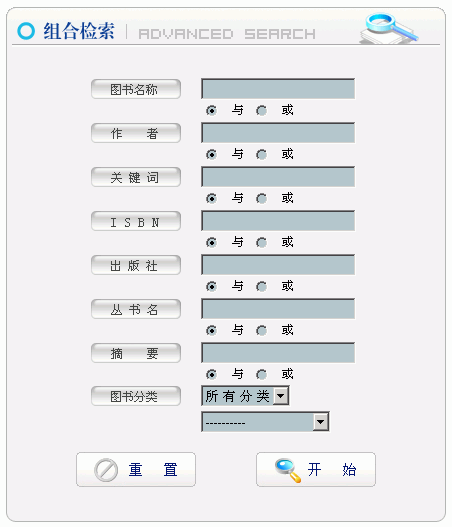 组合检索 | ADVANCED SEARCH
图书名称
与 或
作 者
与 或
关 键 词
与 或
I S B N
与 或
出 版 社
与 或
丛 书 名
与 或
摘 要
与 或
图书分类 所 有 分 类
----------
重 置 开 始